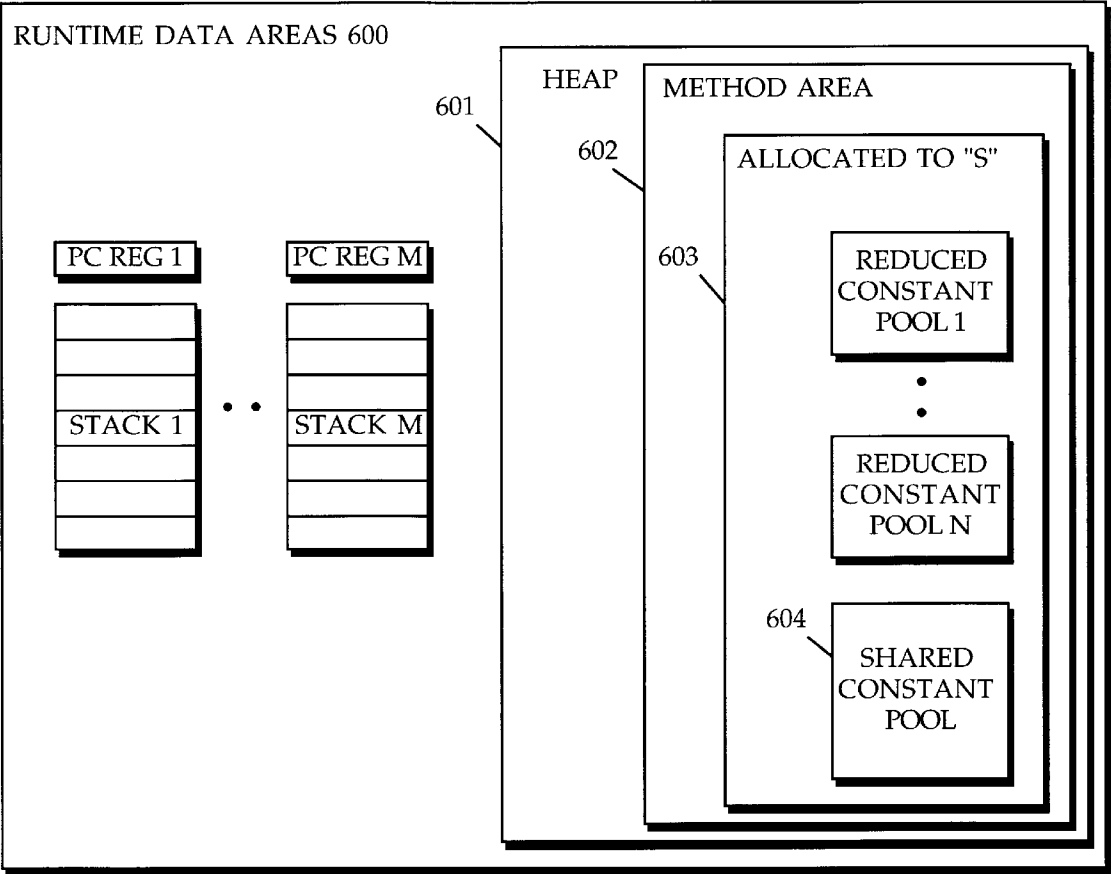 RUNTIME DATA AREAS 600
HEAP
METHOD AREA
601
602
ALLOCATED TO "S"
603
PC REG 1
PC REG M
REDUCED
CONSTANT
POOL 1
STACK 1
STACK M
REDUCED
CONSTANT
POOL N
604
SHARED
CONSTANT
POOL